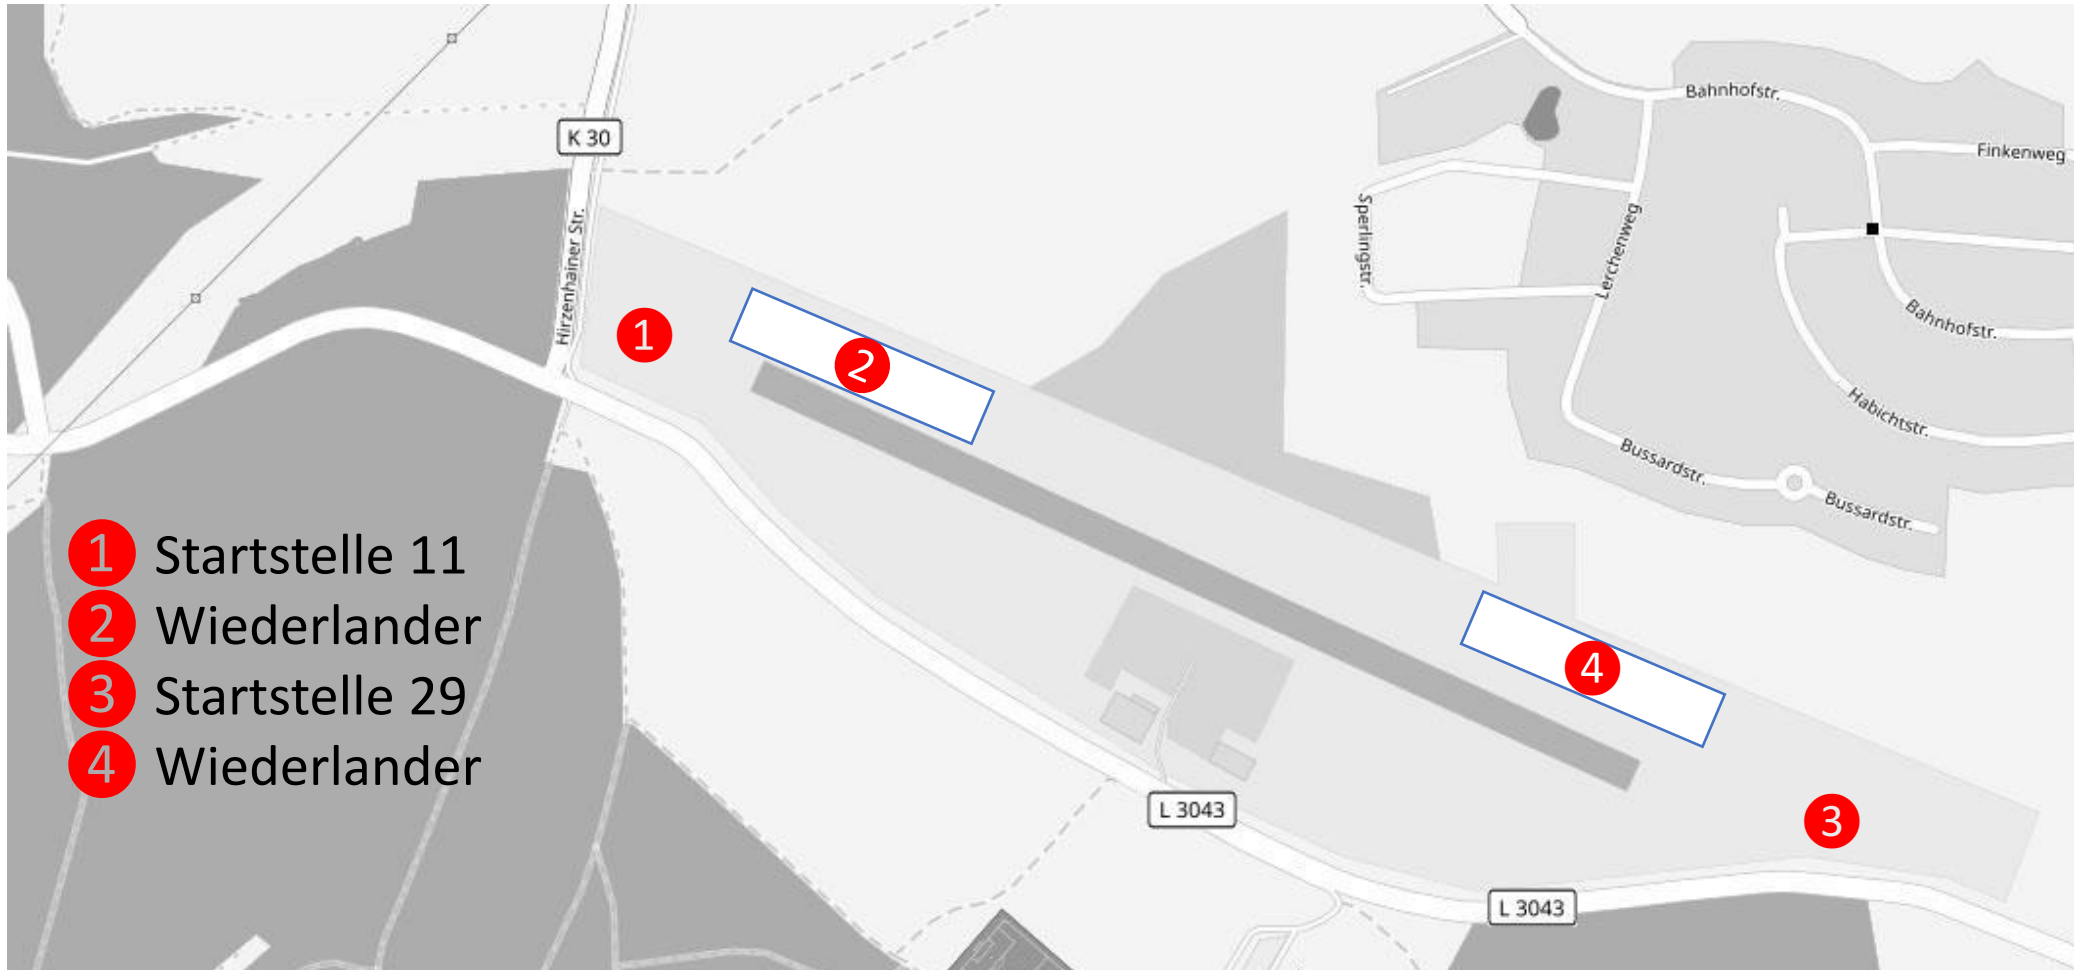 K 30
Bahnhofstr.
Finkenweg
Sperlingstr.
Lerchenweg
Hirzenhainer Str.
1
2
Bahnhofstr.
Habichtstr.
Bussardstr.
Bussardstr.
1 Startstelle 11
2 Wiederlander
3 Startstelle 29
4 Wiederlander
4
L 3043
3
L 3043